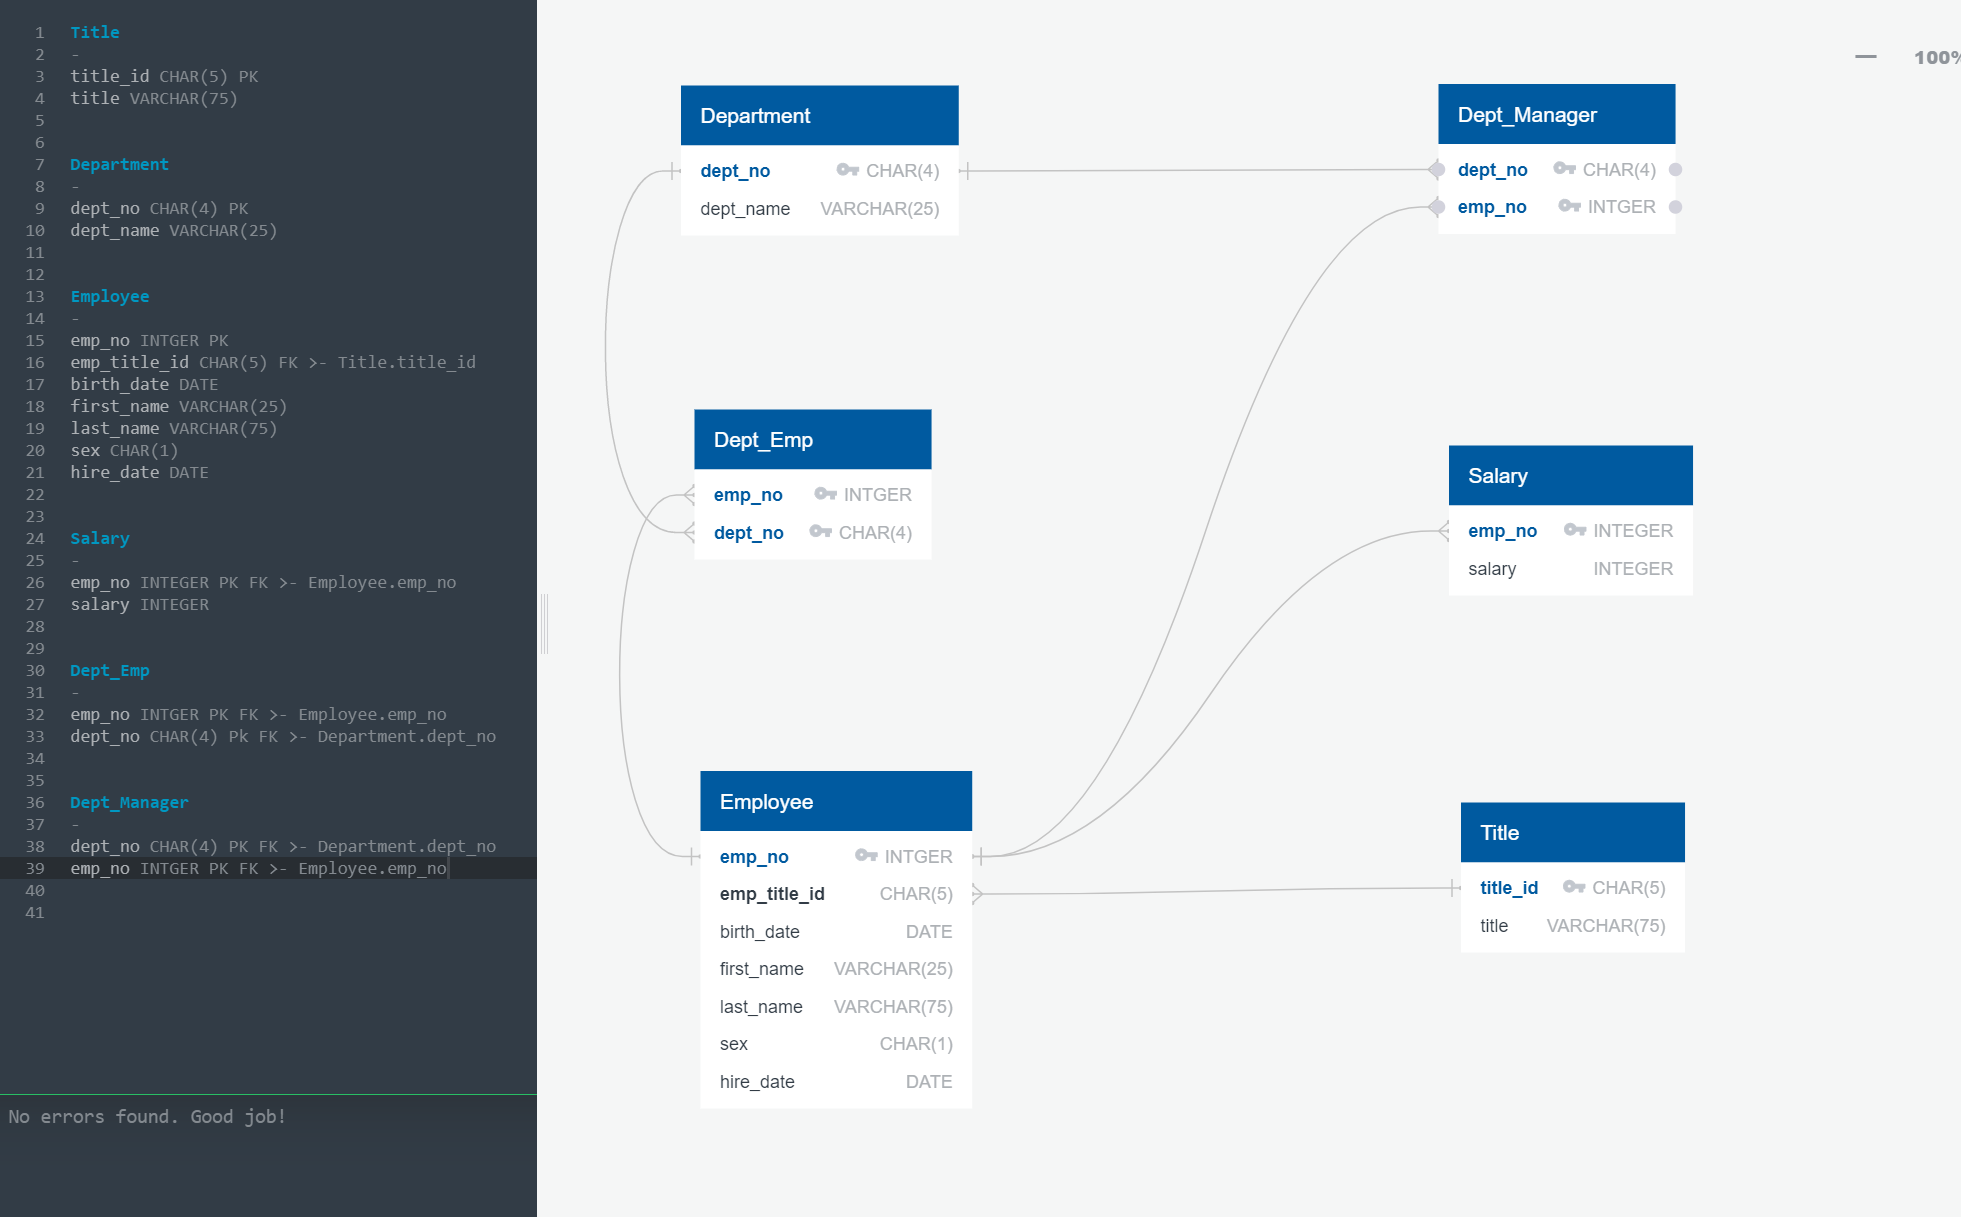 1 Title
2 -
3 title_id CHAR(5) PK
4 title VARCHAR(75)
5
6
7 Department
8 -
9 dept_no CHAR(4) PK
10 dept_name VARCHAR(25)
11
12
13 Employee
14 -
15 emp_no INTGER PK
16 emp_title_id CHAR(5) FK >- Title.title_id
17 birth_date DATE
18 first_name VARCHAR(25)
19 last_name VARCHAR(75)
20 sex CHAR(1)
21 hire_date DATE
22
23
24 Salary
25 -
26 emp_no INTEGER PK FK >- Employee.emp_no
27 salary INTEGER
28
29
30 Dept_Emp
31 -
32 emp_no INTGER PK FK >- Employee.emp_no
33 dept_no CHAR(4) Pk FK >- Department.dept_no
34
35
36 Dept_Manager
37 -
38 dept_no CHAR(4) PK FK >- Department.dept_no
39 emp_no INTGER PK FK >- Employee.emp_no
40
41
No errors found. Good job!
100%
Department
dept_no CHAR(4)
dept_name VARCHAR(25)
Dept_Manager
dept_no CHAR(4)
emp_no INTGER
Dept_Emp
emp_no INTGER
dept_no CHAR(4)
Salary
emp_no INTEGER
salary INTEGER
Employee
emp_no INTGER
emp_title_id CHAR(5)
birth_date DATE
first_name VARCHAR(25)
last_name VARCHAR(75)
sex CHAR(1)
hire_date DATE
Title
title_id CHAR(5)
title VARCHAR(75)